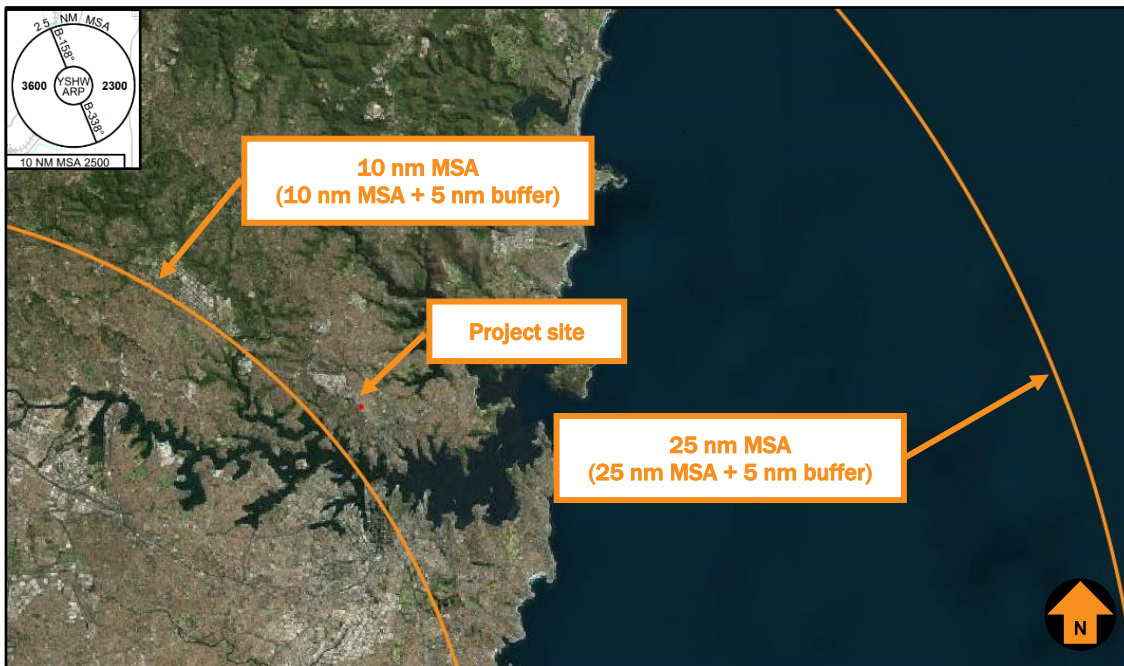 25 NM MSA
B-158°
3600
YSHW
ARP
2300
B-338°
10 NM MSA 2500
10 nm MSA
(10 nm MSA + 5 nm buffer)
Project site
25 nm MSA
(25 nm MSA + 5 nm buffer)
N